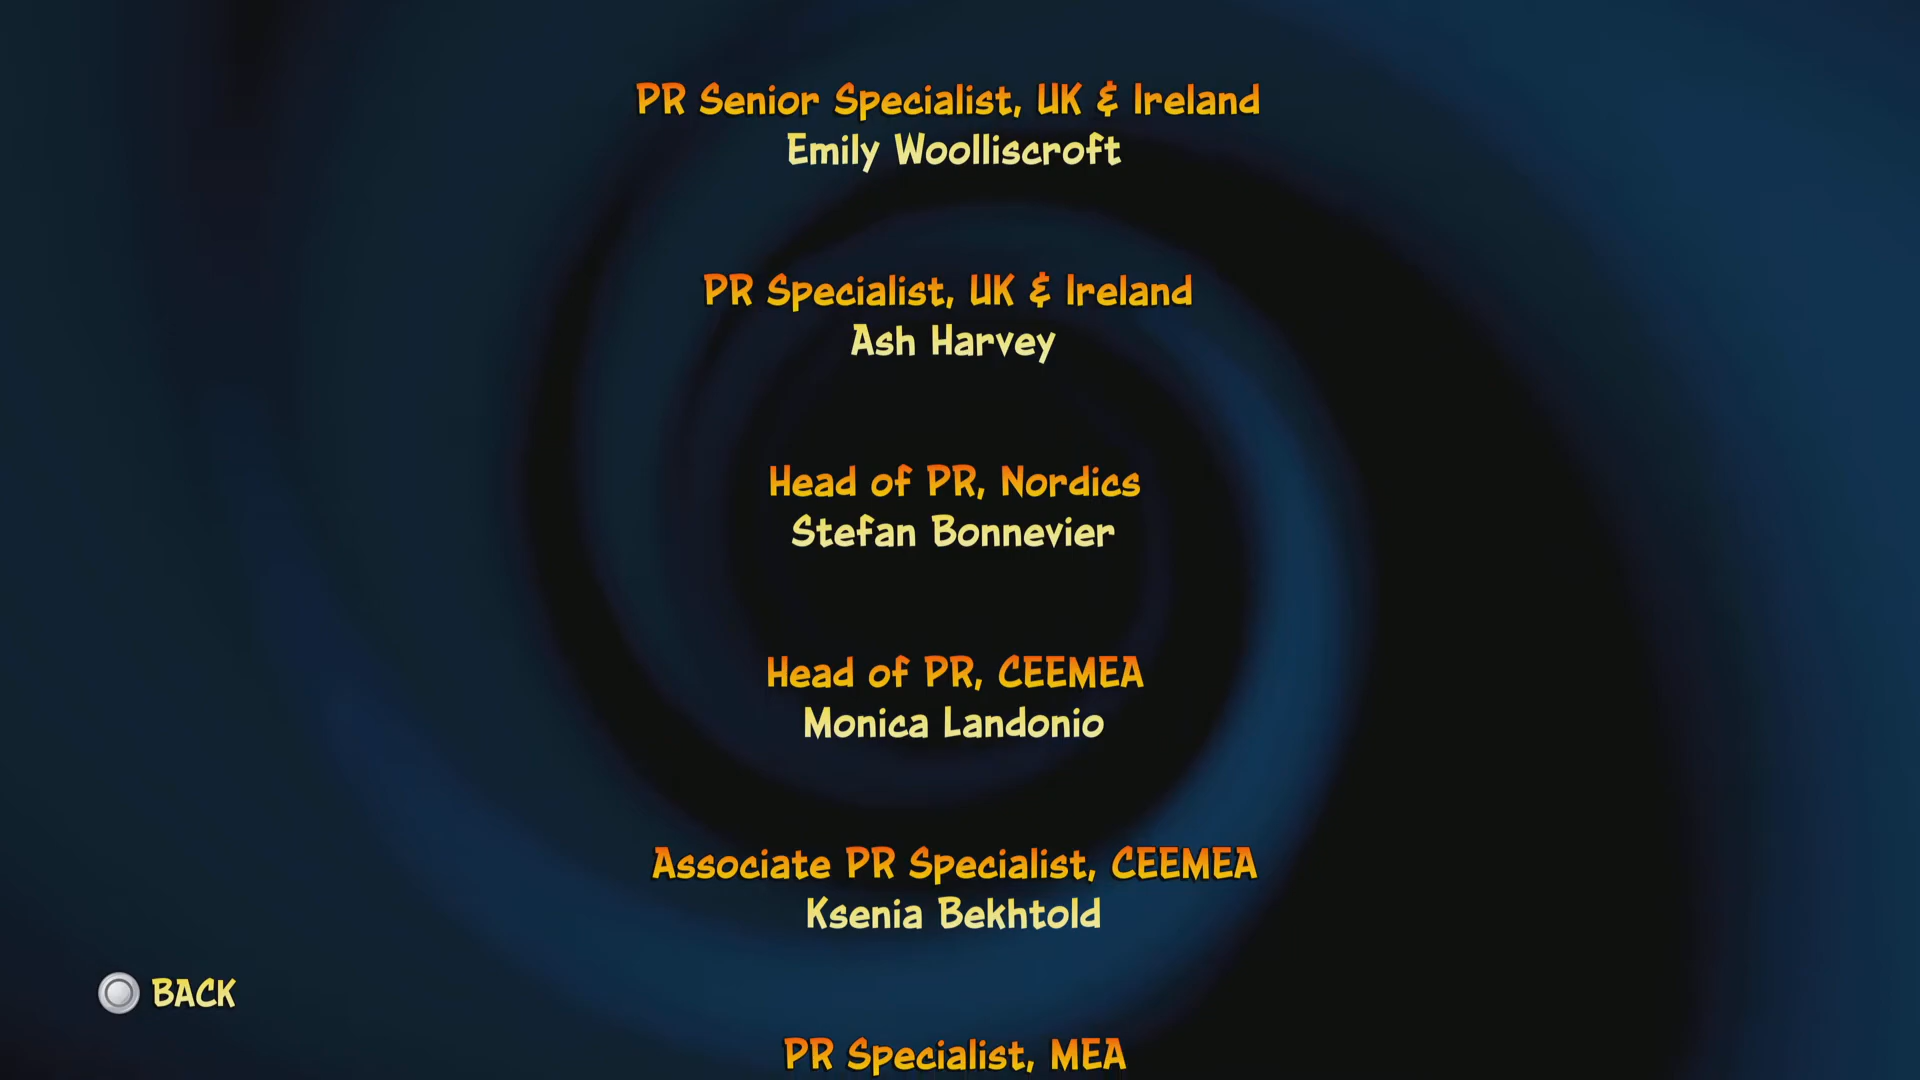 PR Senior Specialist, UK & Ireland
Emily Woolliscroft
PR Specialist, UK & Ireland
Ash Harvey
Head of PR, Nordics
Stefan Bonnevier
Head of PR, CEEMEA
Monica Landonio
Associate PR Specialist, CEEMEA
Ksenia Bekhtold
BACK
PR Specialist, MEA